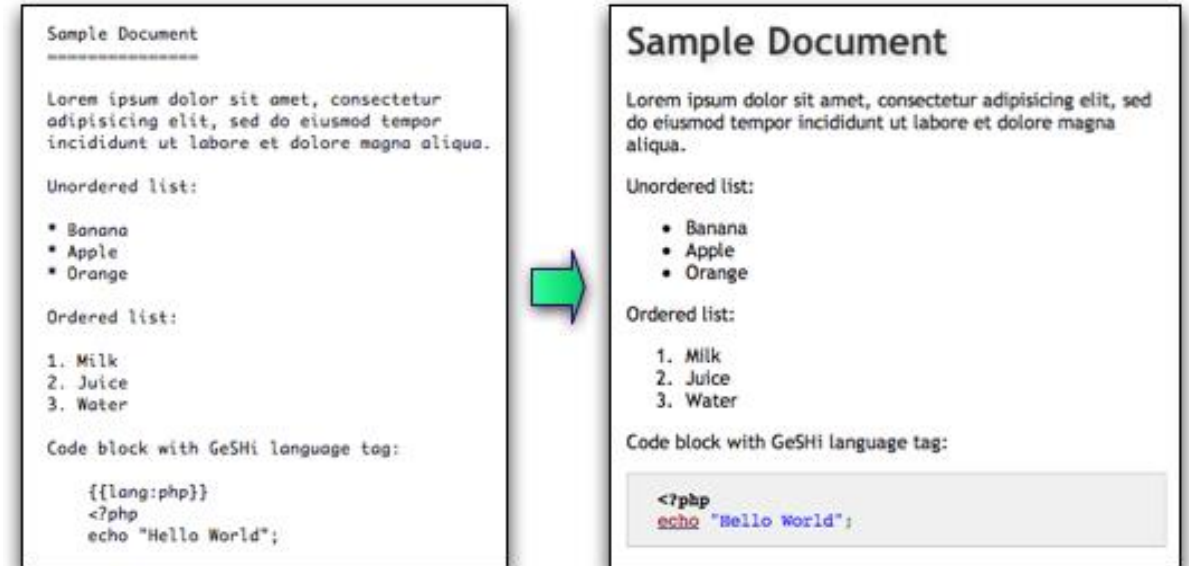 Sample Document
===============
Lorem ipsum dolor sit amet, consectetur
adipisicing elit, sed do eiusmod tempor
incididunt ut labore et dolore magna aliqua.
Unordered list:
* Banana
* Apple
* Orange
Ordered list:
1. Milk
2. Juice
3. Water
Code block with GeSHi language tag:
{{lang:php}}
<?php
echo "Hello World";
Sample Document
Lorem ipsum dolor sit amet, consectetur adipisicing elit, sed
do eiusmod tempor incididunt ut labore et dolore magna
aliqua.
Unordered list:
• Banana
• Apple
• Orange
Ordered list:
1. Milk
2. Juice
3. Water
Code block with GeSHi language tag:
<?php
echo "Hello World";